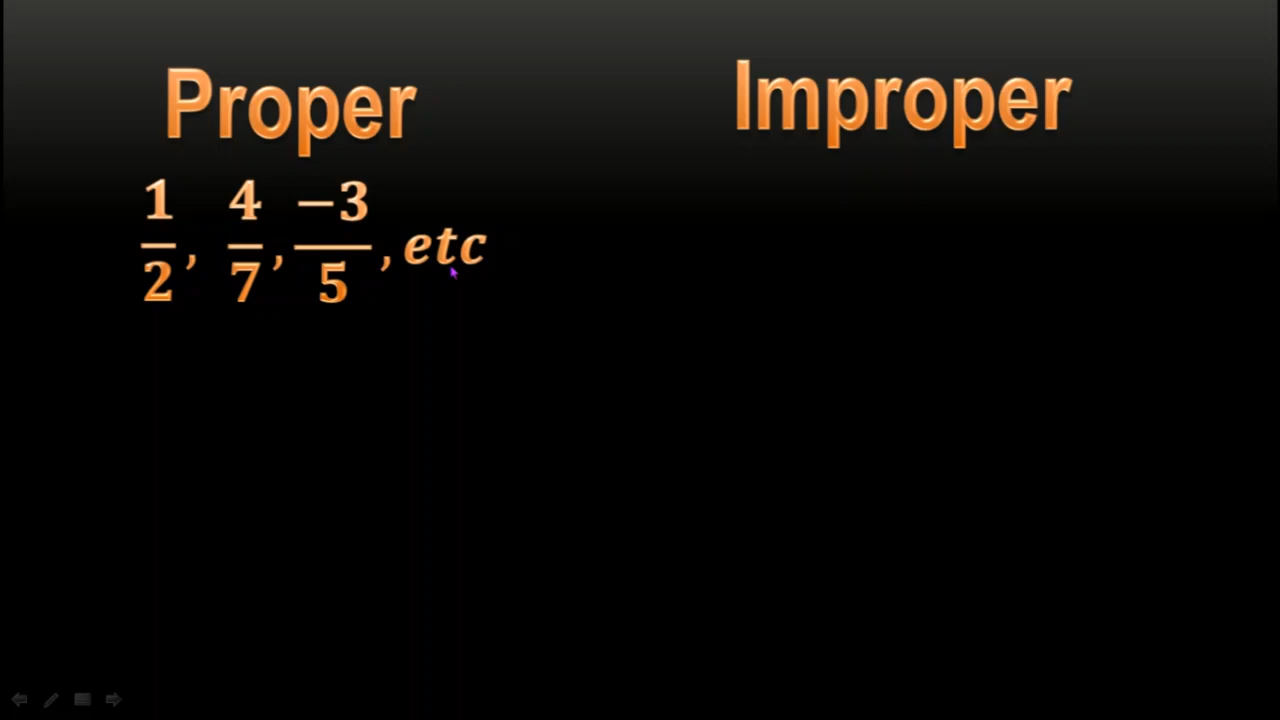 Proper
Improper
1/2, 4/7, −3/5, etc